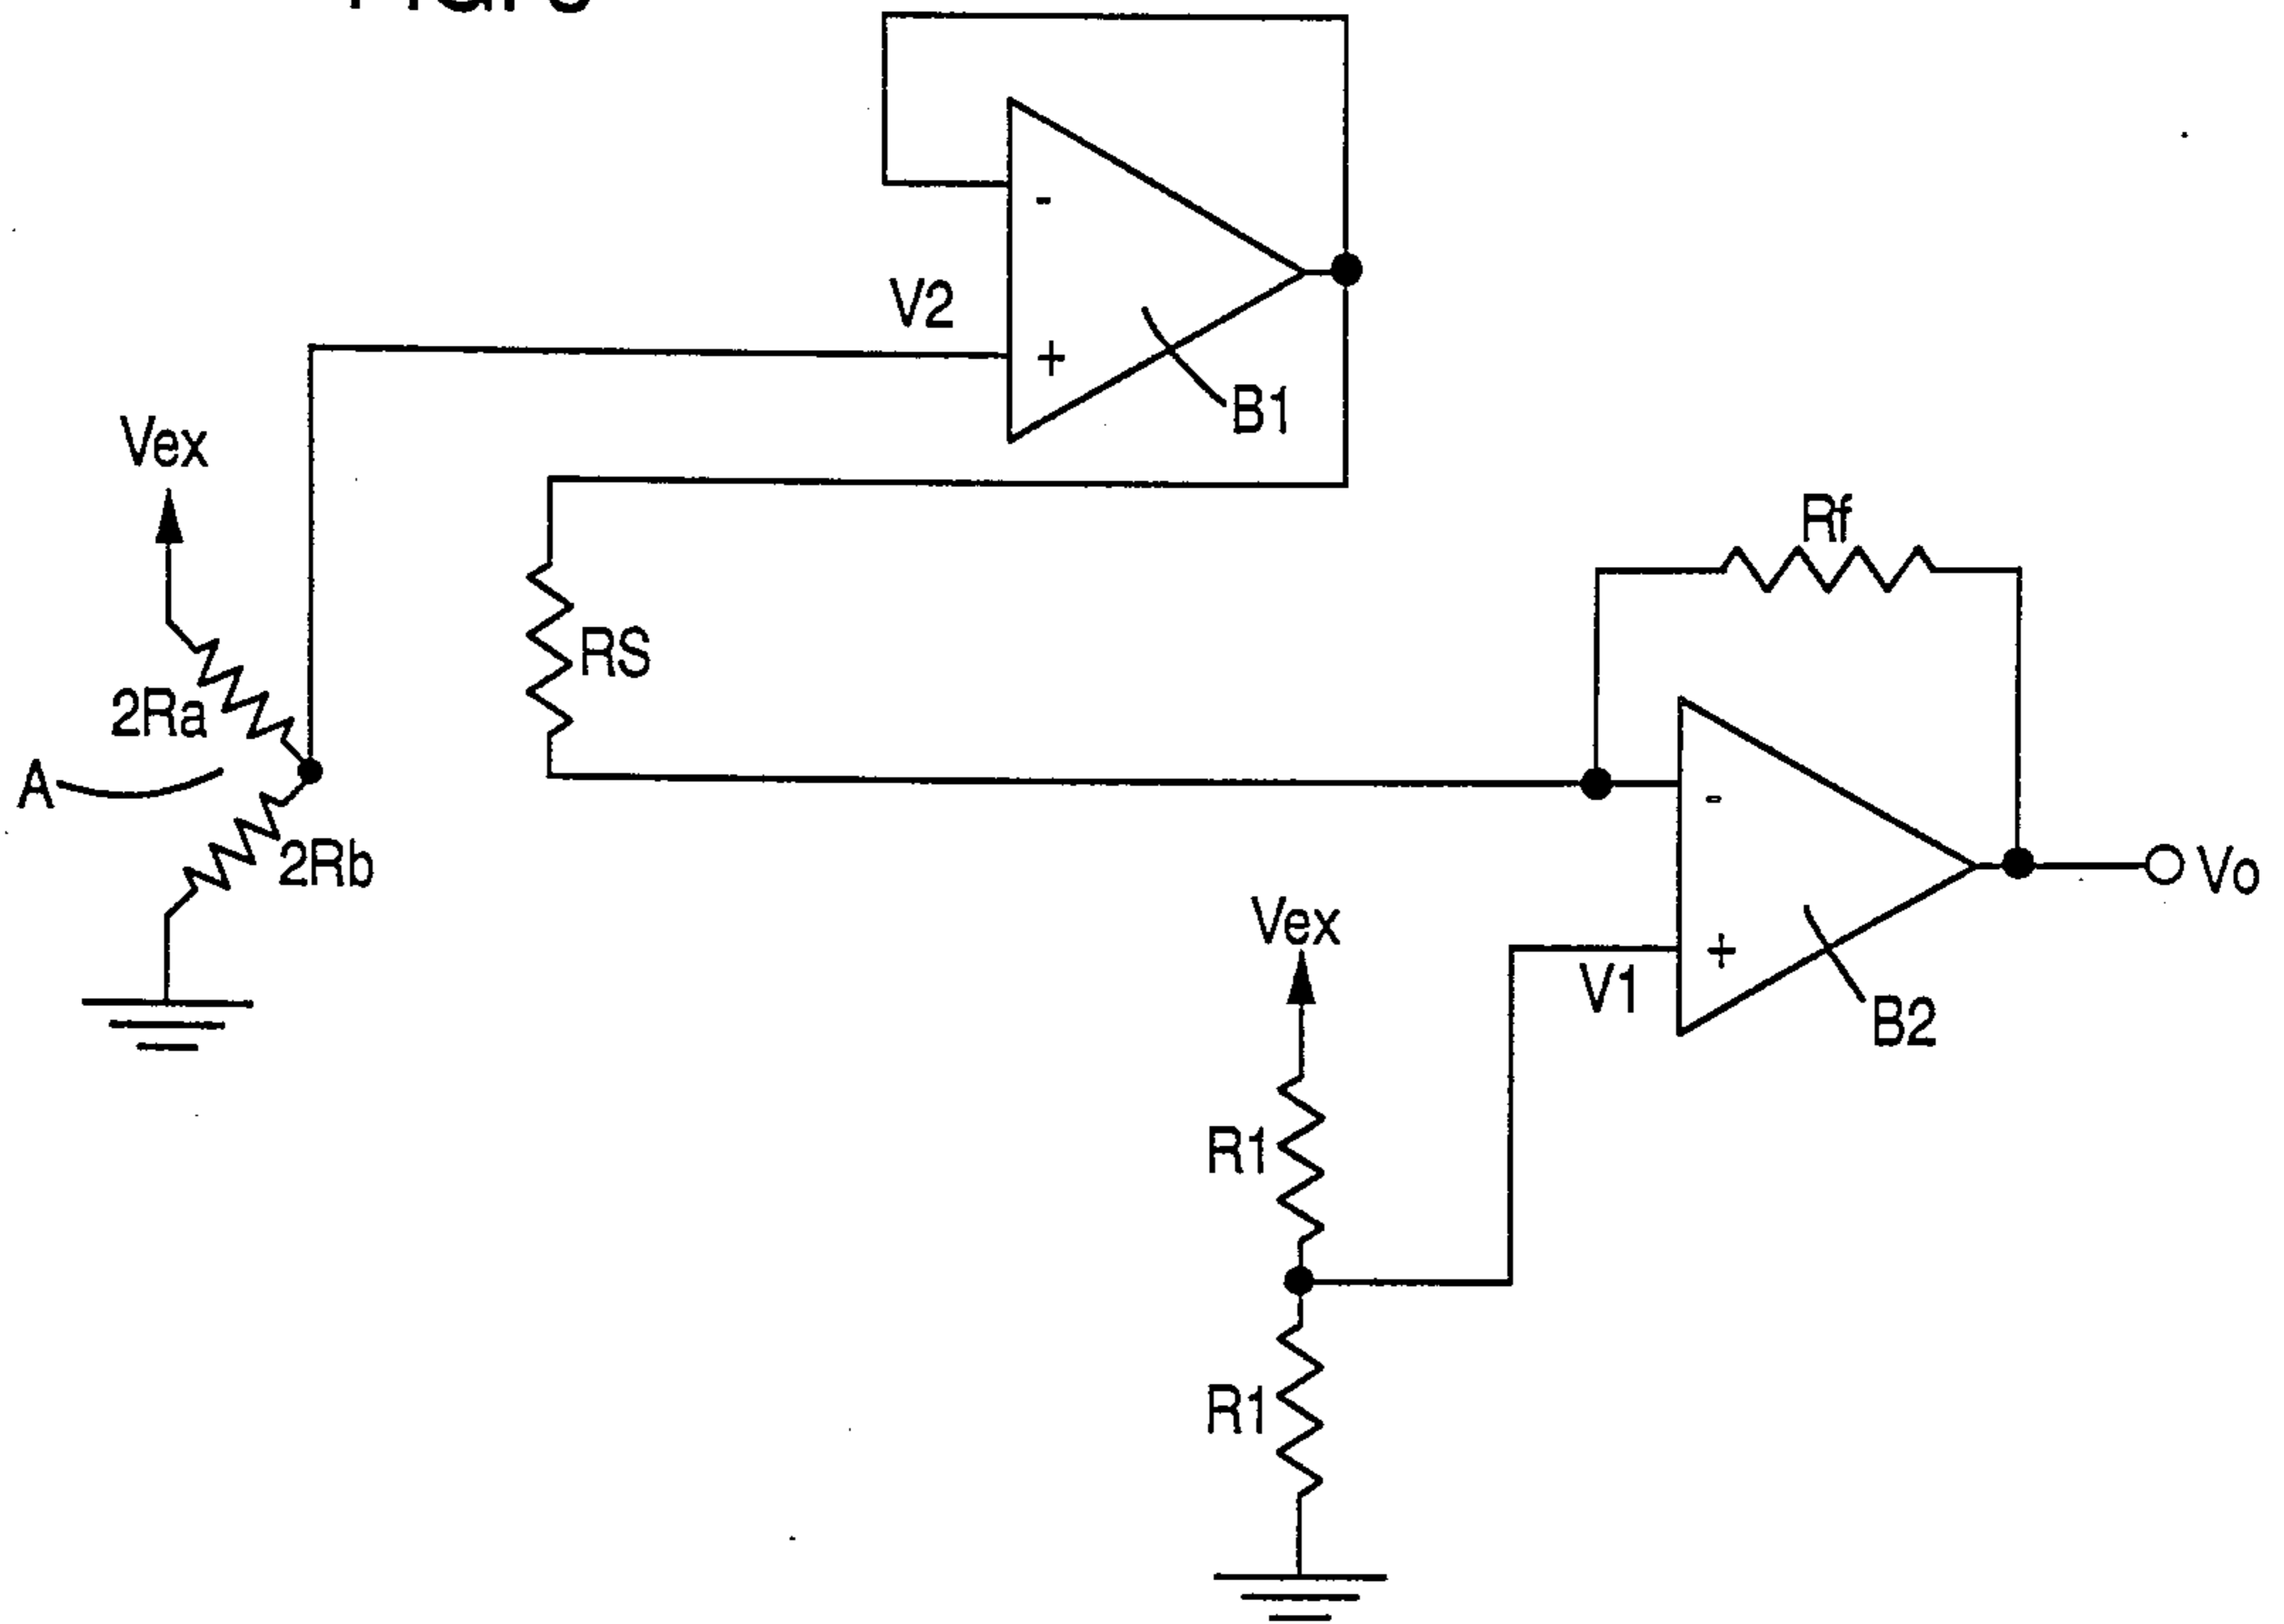 V2
-
+
B1
Vex
2Ra
A
2Rb
RS
Rf
-
+
Vo
V1
B2
Vex
R1
R1